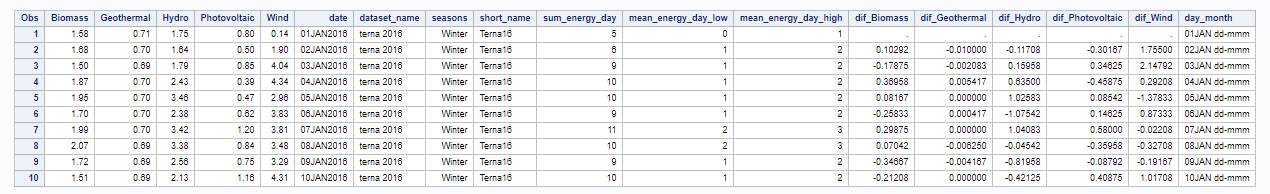 Obs Biomass Geothermal Hydro Photovoltaic Wind date dataset_name seasons short_name sum_energy_day mean_energy_day_low mean_energy_day_high dif_Biomass dif_Geothermal dif_Hydro dif_Photovoltaic dif_Wind day_month
1 1.58 0.71 1.75 0.80 0.14 01JAN2016 terna 2016 Winter Terna16 5 0 1 . . . . . 01JAN dd-mmm
2 1.68 0.70 1.64 0.50 1.90 02JAN2016 terna 2016 Winter Terna16 6 1 2 0.10292 -0.010000 -0.11708 -0.30167 1.75500 02JAN dd-mmm
3 1.50 0.69 1.79 0.85 4.04 03JAN2016 terna 2016 Winter Terna16 9 1 2 -0.17875 -0.002083 0.15958 0.34625 2.14792 03JAN dd-mmm
4 1.87 0.70 2.43 0.39 4.34 04JAN2016 terna 2016 Winter Terna16 10 1 2 0.36958 0.005417 0.63500 -0.45875 0.29208 04JAN dd-mmm
5 1.95 0.70 3.46 0.47 2.96 05JAN2016 terna 2016 Winter Terna16 10 1 2 0.08167 0.000000 1.02583 0.08542 -1.37833 05JAN dd-mmm
6 1.70 0.70 2.38 0.62 3.83 06JAN2016 terna 2016 Winter Terna16 9 1 2 -0.25833 0.000417 -1.07542 0.14625 0.87333 06JAN dd-mmm
7 1.99 0.70 3.42 1.20 3.81 07JAN2016 terna 2016 Winter Terna16 11 2 3 0.29875 0.000000 1.04083 0.58000 -0.02208 07JAN dd-mmm
8 2.07 0.69 3.38 0.84 3.48 08JAN2016 terna 2016 Winter Terna16 10 2 3 0.07042 -0.006250 -0.04542 -0.35958 -0.32708 08JAN dd-mmm
9 1.72 0.69 2.56 0.75 3.29 09JAN2016 terna 2016 Winter Terna16 9 1 2 -0.34667 -0.004167 -0.81958 -0.08792 -0.19167 09JAN dd-mmm
10 1.51 0.69 2.13 1.16 4.31 10JAN2016 terna 2016 Winter Terna16 10 1 2 -0.21208 0.000000 -0.42125 0.40875 1.01708 10JAN dd-mmm